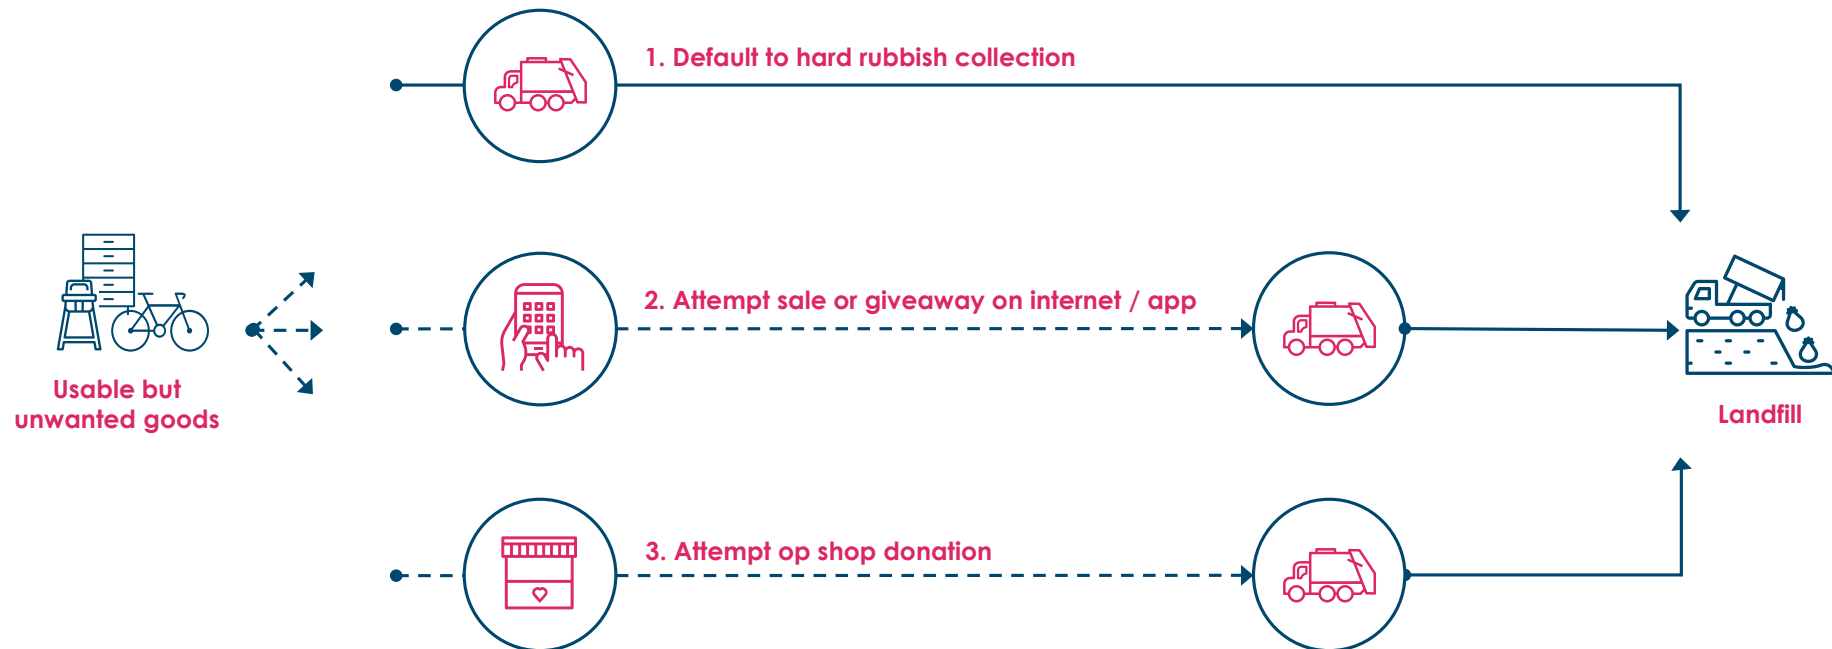 1. Default to hard rubbish collection
2. Attempt sale or giveaway on internet / app
Usable but
unwanted goods
Landfill
3. Attempt op shop donation